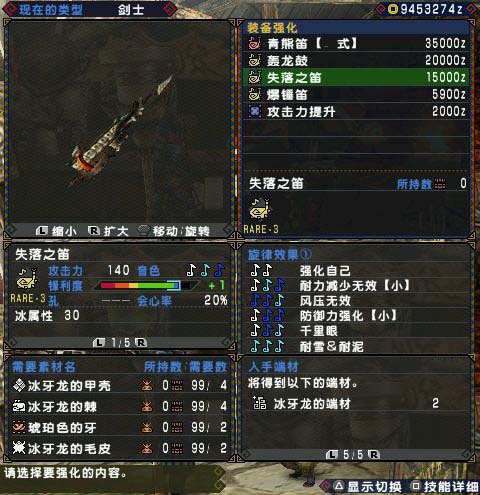 现在的类型 剑士
9453274z
装备强化
青熊笛【 式】 35000z
轰龙鼓 20000z
失落之笛 15000z
爆锤笛 5900z
攻击力提升 2000z
失落之笛 所持数 0
RARE-3
L 缩小 R 扩大 移动/旋转
失落之笛
RARE-3
攻击力 140 音色
锋利度 +1
孔 --- 会心率 20%
冰属性 30
L 1/5 R
旋律效果①
强化自己
耐力减少无效【小】
风压无效
防御力强化【小】
千里眼
耐雪&耐泥
需要素材名 所持数/需要数
冰牙龙的甲壳 0 99/ 4
冰牙龙的棘 0 99/ 4
琥珀色的牙 0 99/ 2
冰牙龙的毛皮 0 99/ 2
入手端材
将得到以下的端材。
冰牙龙的端材 2
L 5/5 R
请选择要强化的内容。
△显示切换 □技能详细